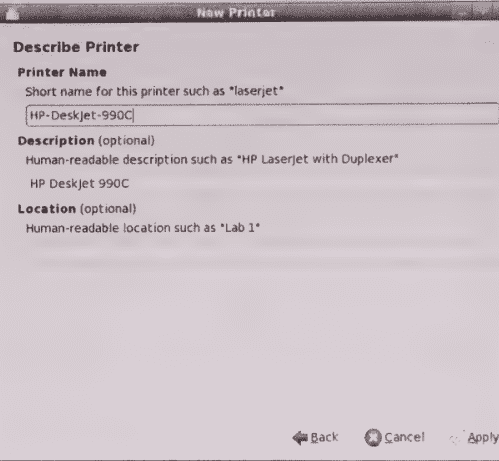 New Printer
Describe Printer
Printer Name
Short name for this printer such as "laserjet"
HP-DeskJet-990C
Description (optional)
Human-readable description such as "HP LaserJet with Duplexer"
HP DeskJet 990C
Location (optional)
Human-readable location such as "Lab 1"
Back Cancel Apply